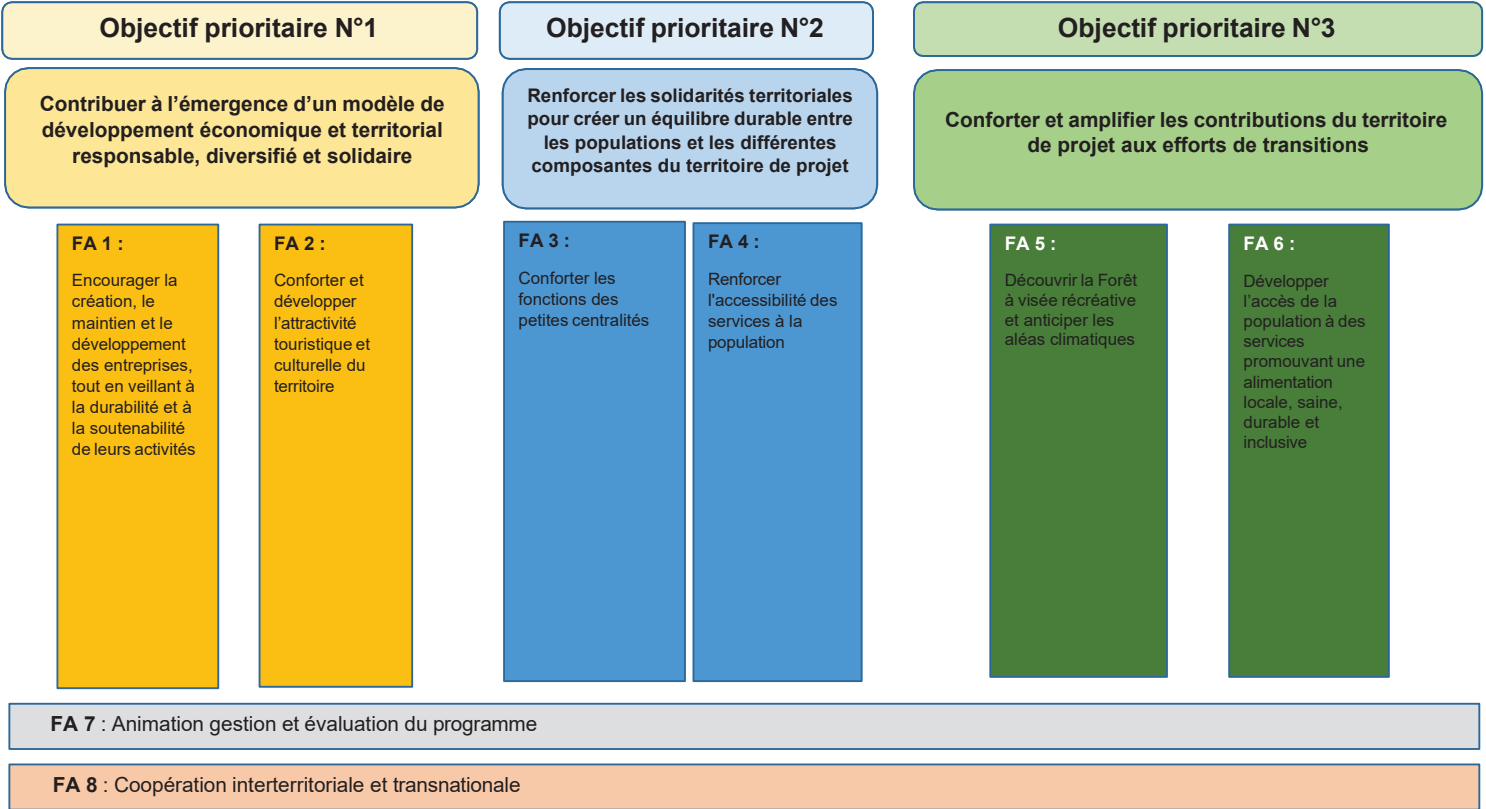 Objectif prioritaire N°1
Contribuer à l’émergence d’un modèle de
développement économique et territorial
responsable, diversifié et solidaire
FA 1 :
Encourager la
création, le
maintien et le
développement
des entreprises,
tout en veillant à
la durabilité et à
la soutenabilité
de leurs activités
FA 2 :
Conforter et
développer
l’attractivité
touristique et
culturelle du
territoire
Objectif prioritaire N°2
Renforcer les solidarités territoriales
pour créer un équilibre durable entre
les populations et les différentes
composantes du territoire de projet
FA 3 :
Conforter les
fonctions des
petites centralités
FA 4 :
Renforcer
l'accessibilité des
services à la
population
Objectif prioritaire N°3
Conforter et amplifier les contributions du territoire
de projet aux efforts de transitions
FA 5 :
Découvrir la Forêt
à visée récréative
et anticiper les
aléas climatiques
FA 6 :
Développer
l’accès de la
population à des
services
promouvant une
alimentation
locale, saine,
durable et
inclusive
FA 7 : Animation gestion et évaluation du programme
FA 8 : Coopération interterritoriale et transnationale